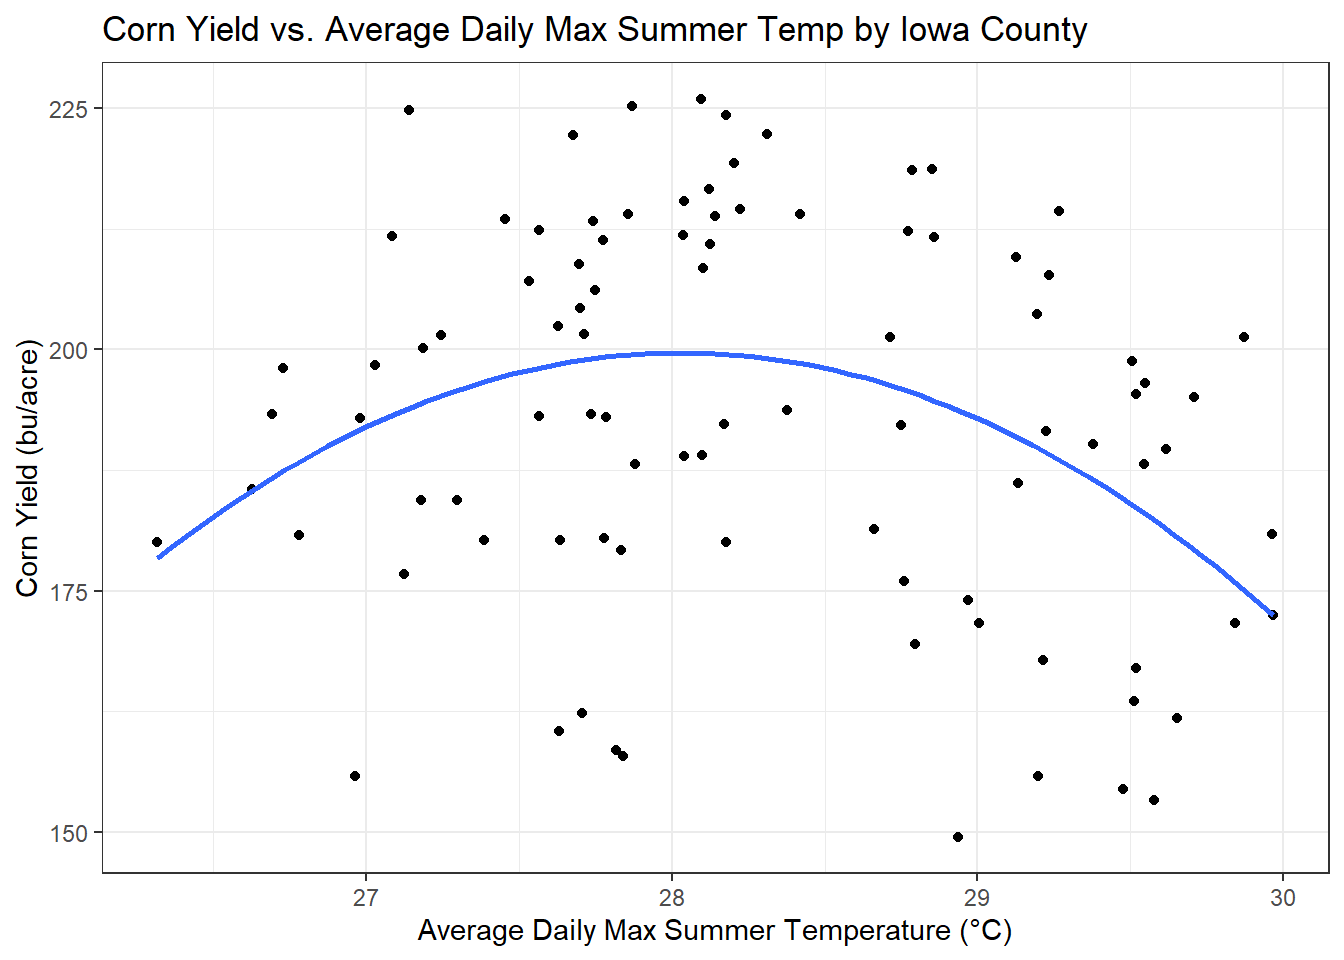 Corn Yield vs. Average Daily Max Summer Temp by Iowa County
Corn Yield (bu/acre)
225
200
175
150
27 28 29 30
Average Daily Max Summer Temperature (°C)